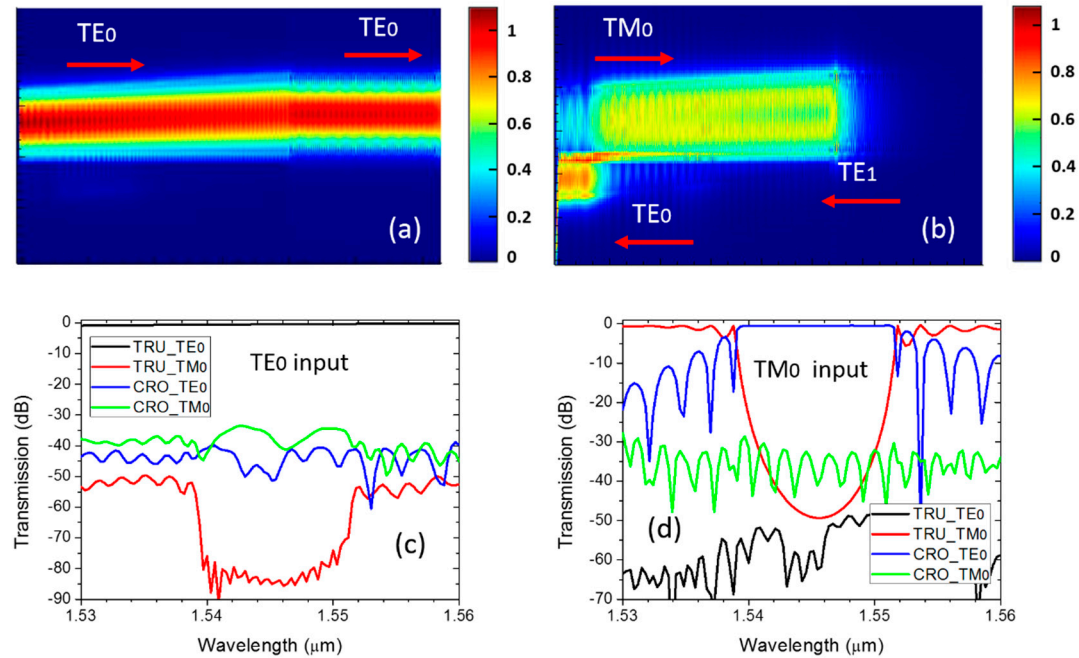 TE0
TE0
(a)
1
0.8
0.6
0.4
0.2
0
TM0
TE1
TE0
(b)
1
0.8
0.6
0.4
0.2
0
0
-10
-20
-30
-40
-50
-60
-70
-80
-90
Transmission (dB)
TRU_TE0
TRU_TM0
CRO_TE0
CRO_TM0
TE0 input
(c)
1.53
1.54
1.55
1.56
Wavelength (μm)
0
-10
-20
-30
-40
-50
-60
-70
Transmission (dB)
TM0 input
(d)
TRU_TE0
TRU_TM0
CRO_TE0
CRO_TM0
1.53
1.54
1.55
1.56
Wavelength (μm)